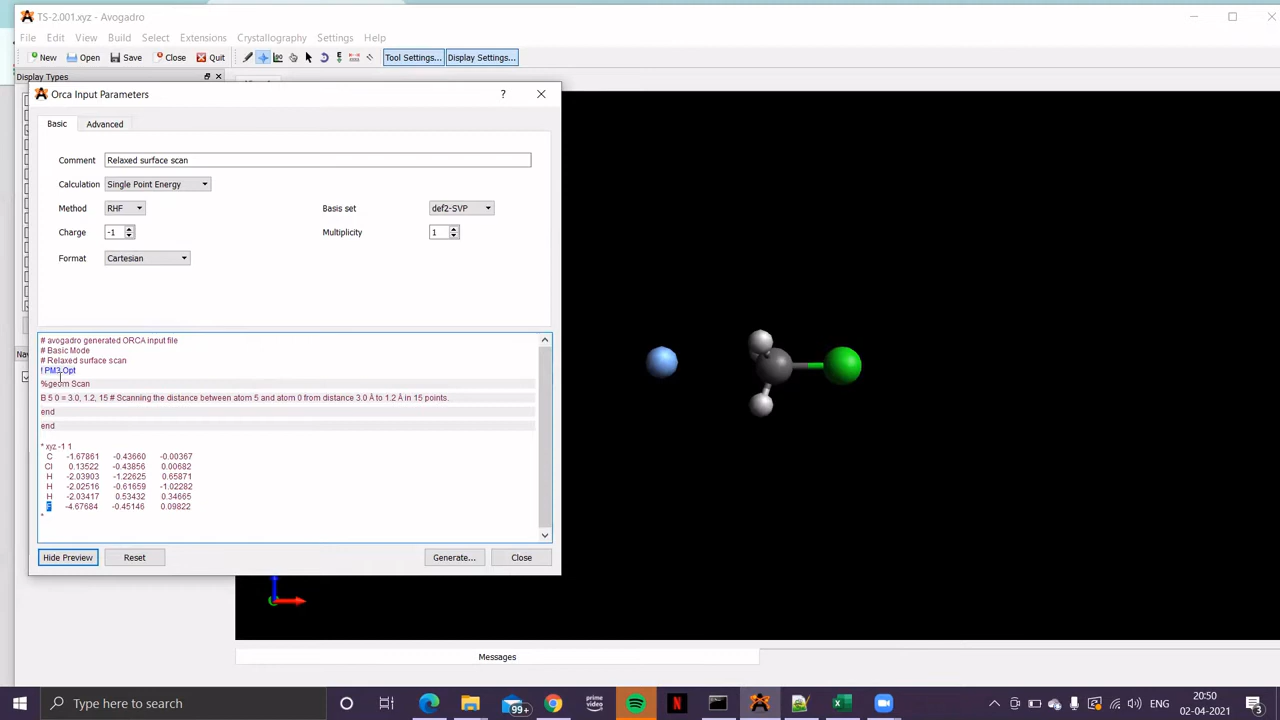 TS-2.001.xyz - Avogadro
File Edit View Build Select Extensions Crystallography Settings Help
New Open Save Close Quit Tool Settings... Display Settings...
Display Types
Orca Input Parameters
?
Basic Advanced
Comment Relaxed surface scan
Calculation Single Point Energy
Method RHF Basis set def2-SVP
Charge -1 Multiplicity 1
Format Cartesian
# avogadro generated ORCA input file
# Basic Mode
# Relaxed surface scan
! PM3 Opt
%geom Scan
B 5 0 = 3.0, 1.2, 15 # Scanning the distance between atom 5 and atom 0 from distance 3.0 Å to 1.2 Å in 15 points.
end
end
* xyz -1 1
C -1.67861 -0.43660 -0.00367
Cl 0.13522 -0.43856 0.00682
H -2.03903 -1.22625 0.65871
H -2.02516 -0.61659 -1.02282
H -2.03417 0.53432 0.34665
F -4.67684 -0.45146 0.09822
*
Hide Preview Reset Generate... Close
Messages
Type here to search
99+
prime video
N
ENG
20:50
02-04-2021
3